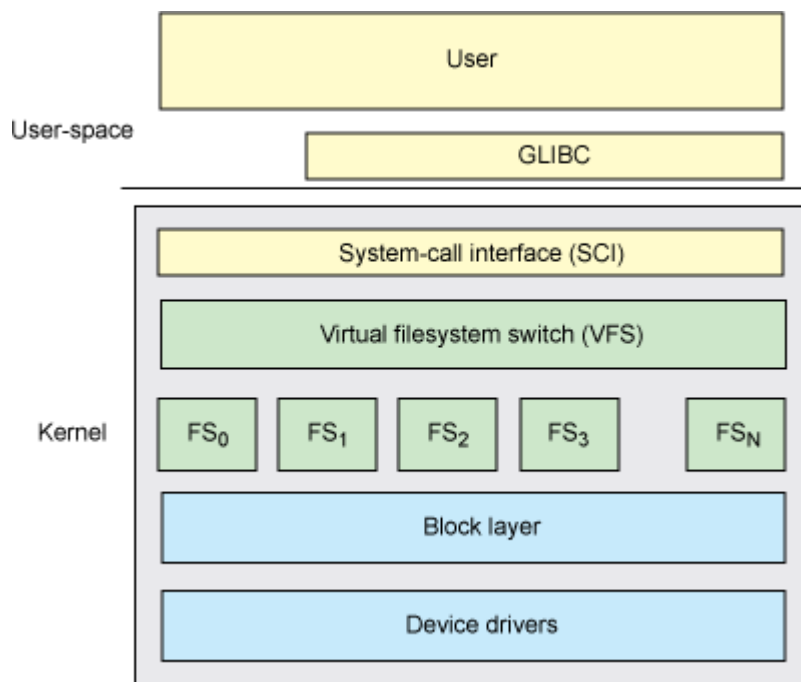 User
User-space
GLIBC
System-call interface (SCI)
Virtual filesystem switch (VFS)
Kernel
FS0 FS1 FS2 FS3 FSN
Block layer
Device drivers